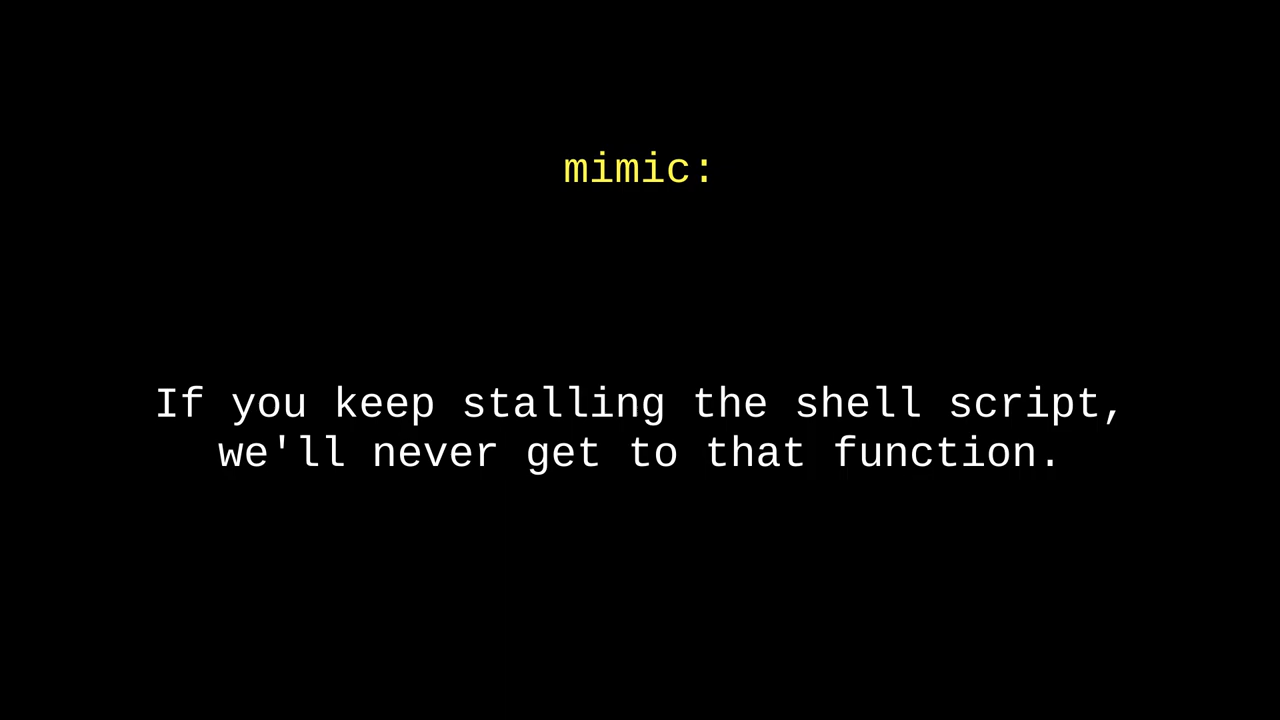 mimic:
If you keep stalling the shell script,
we'll never get to that function.